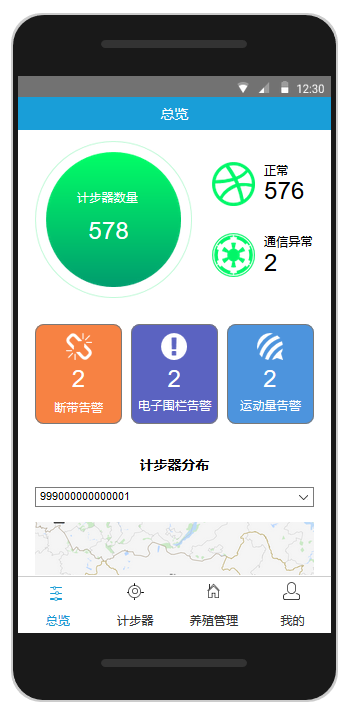 12:30
总览
计步器数量
578
正常
576
通信异常
2
2
断带告警
2
电子围栏告警
2
运动量告警
计步器分布
999000000000001
总览
计步器
养殖管理
我的